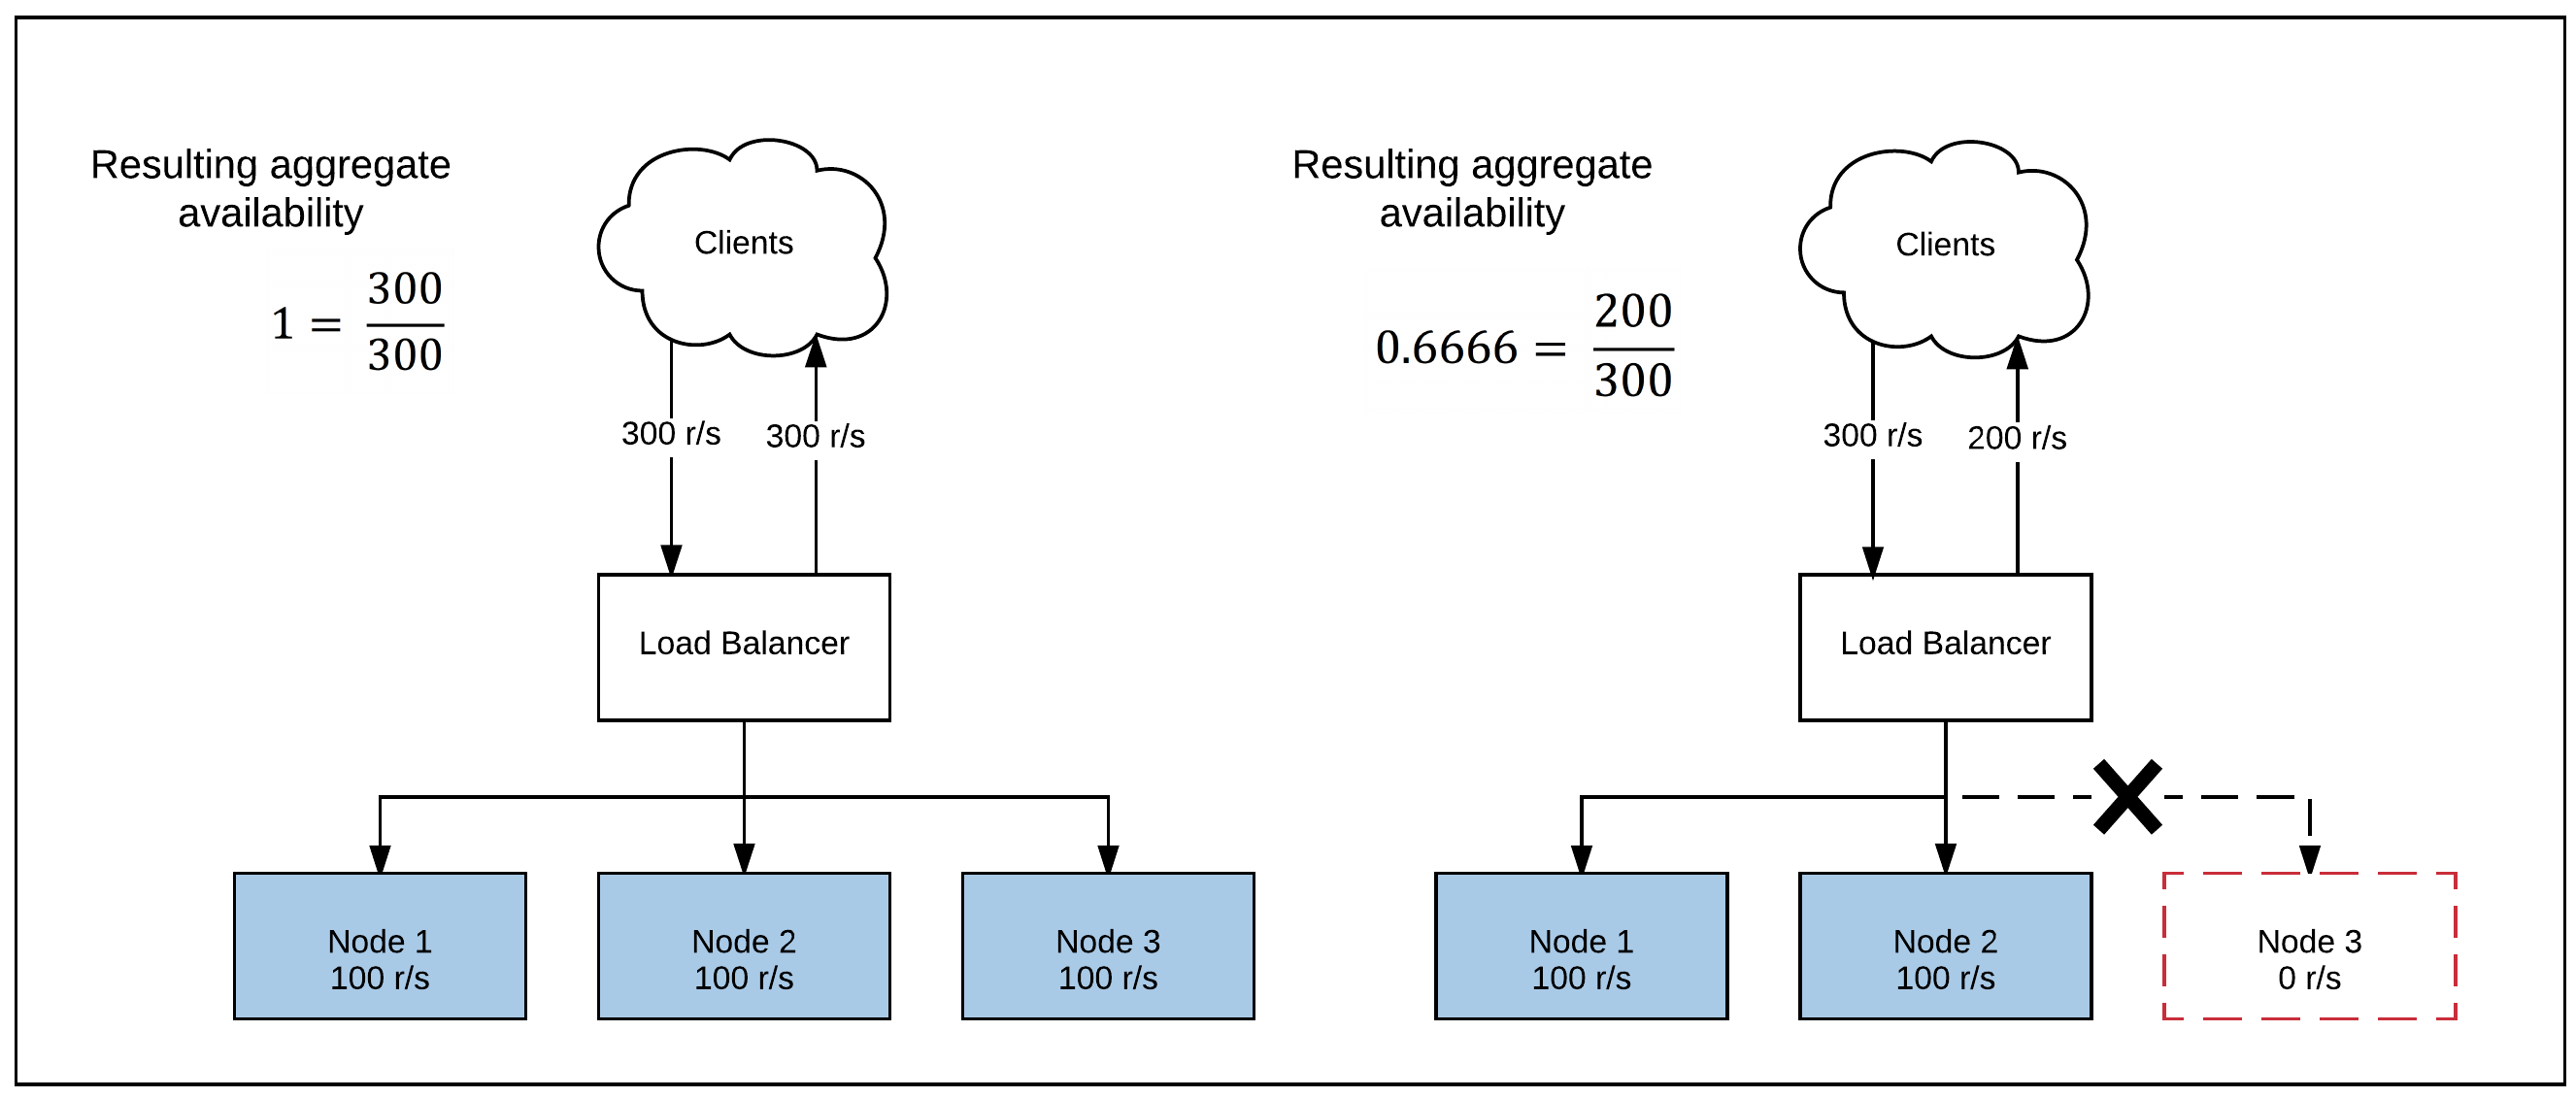 Resulting aggregate
availability
1 = 300/300
Clients
300 r/s
300 r/s
Load Balancer
Node 1
100 r/s
Node 2
100 r/s
Node 3
100 r/s
Resulting aggregate
availability
0.6666 = 200/300
Clients
300 r/s
200 r/s
Load Balancer
Node 1
100 r/s
Node 2
100 r/s
Node 3
0 r/s